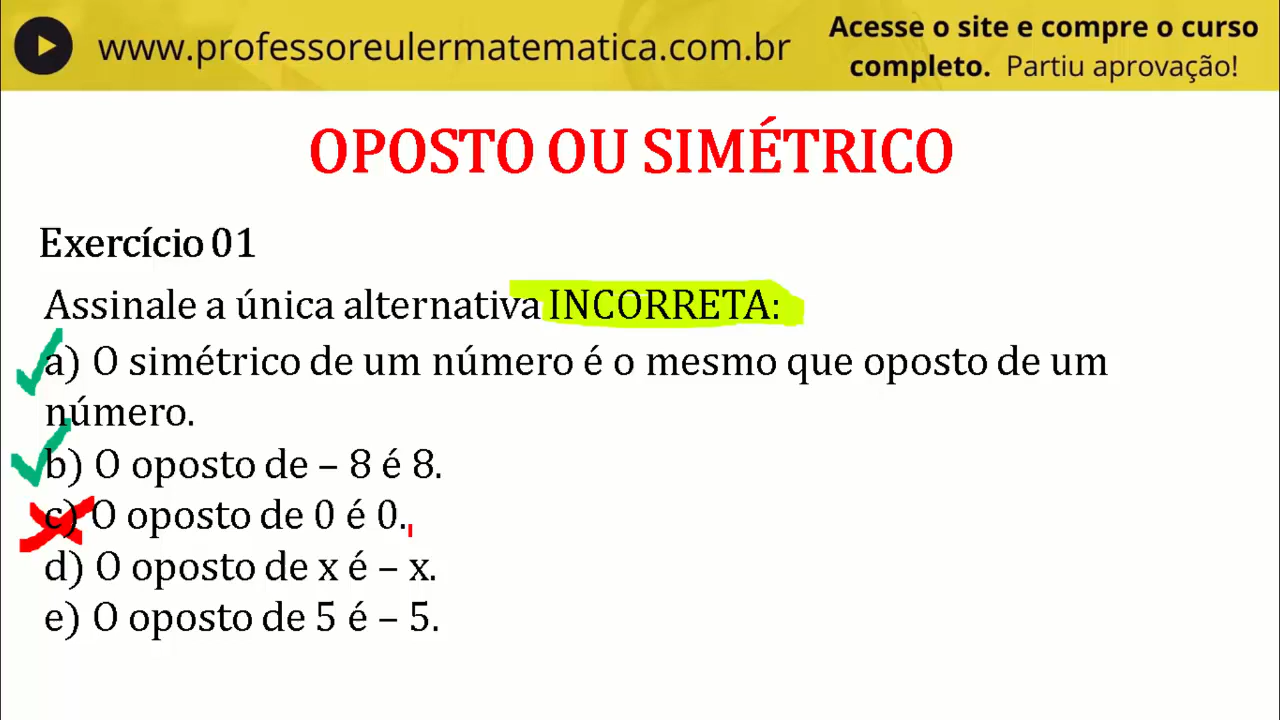 www.professoreulermatematica.com.br
Acesse o site e compre o curso
completo. Partiu aprovação!
OPOSTO OU SIMÉTRICO
Exercício 01
Assinale a única alternativa INCORRETA:
a) O simétrico de um número é o mesmo que oposto de um
número.
b) O oposto de – 8 é 8.
c) O oposto de 0 é 0.
d) O oposto de x é – x.
e) O oposto de 5 é – 5.